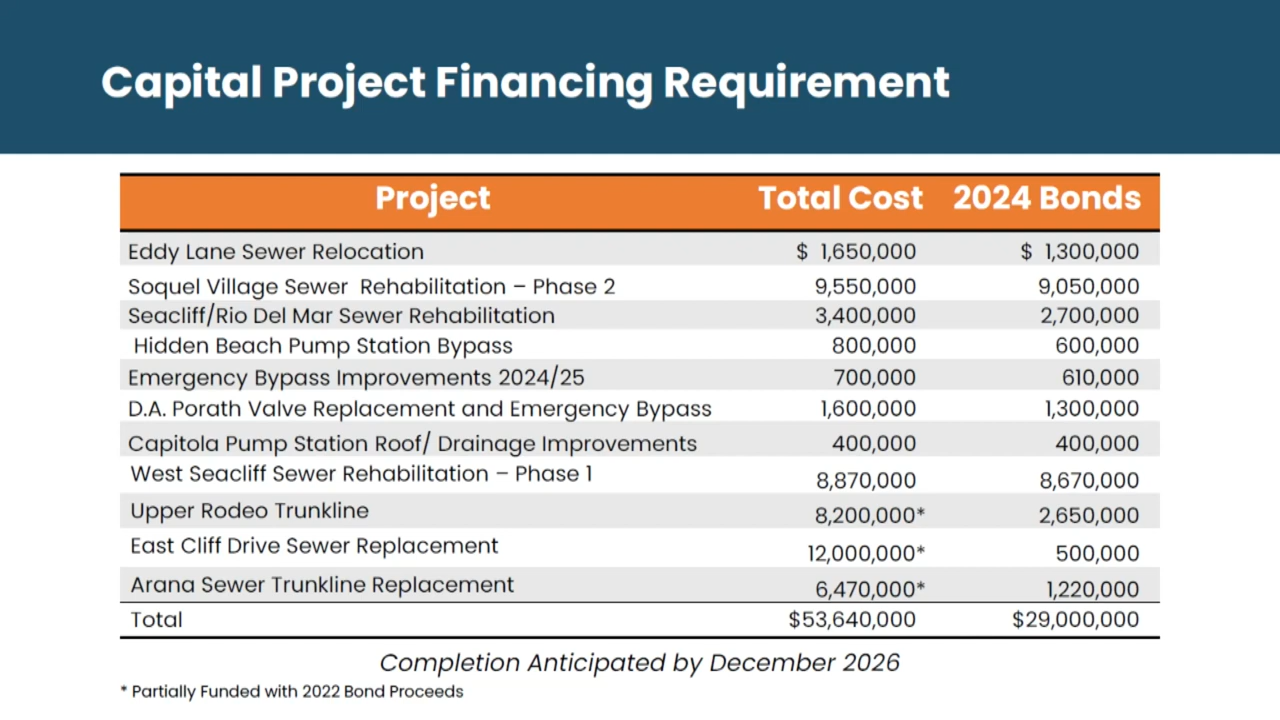 Capital Project Financing Requirement
Project Total Cost 2024 Bonds
Eddy Lane Sewer Relocation $ 1,650,000 $ 1,300,000
Soquel Village Sewer Rehabilitation – Phase 2 9,550,000 9,050,000
Seacliff/Rio Del Mar Sewer Rehabilitation 3,400,000 2,700,000
Hidden Beach Pump Station Bypass 800,000 600,000
Emergency Bypass Improvements 2024/25 700,000 610,000
D.A. Porath Valve Replacement and Emergency Bypass 1,600,000 1,300,000
Capitola Pump Station Roof/ Drainage Improvements 400,000 400,000
West Seacliff Sewer Rehabilitation – Phase 1 8,870,000 8,670,000
Upper Rodeo Trunkline 8,200,000* 2,650,000
East Cliff Drive Sewer Replacement 12,000,000* 500,000
Arana Sewer Trunkline Replacement 6,470,000* 1,220,000
Total $53,640,000 $29,000,000
Completion Anticipated by December 2026
* Partially Funded with 2022 Bond Proceeds